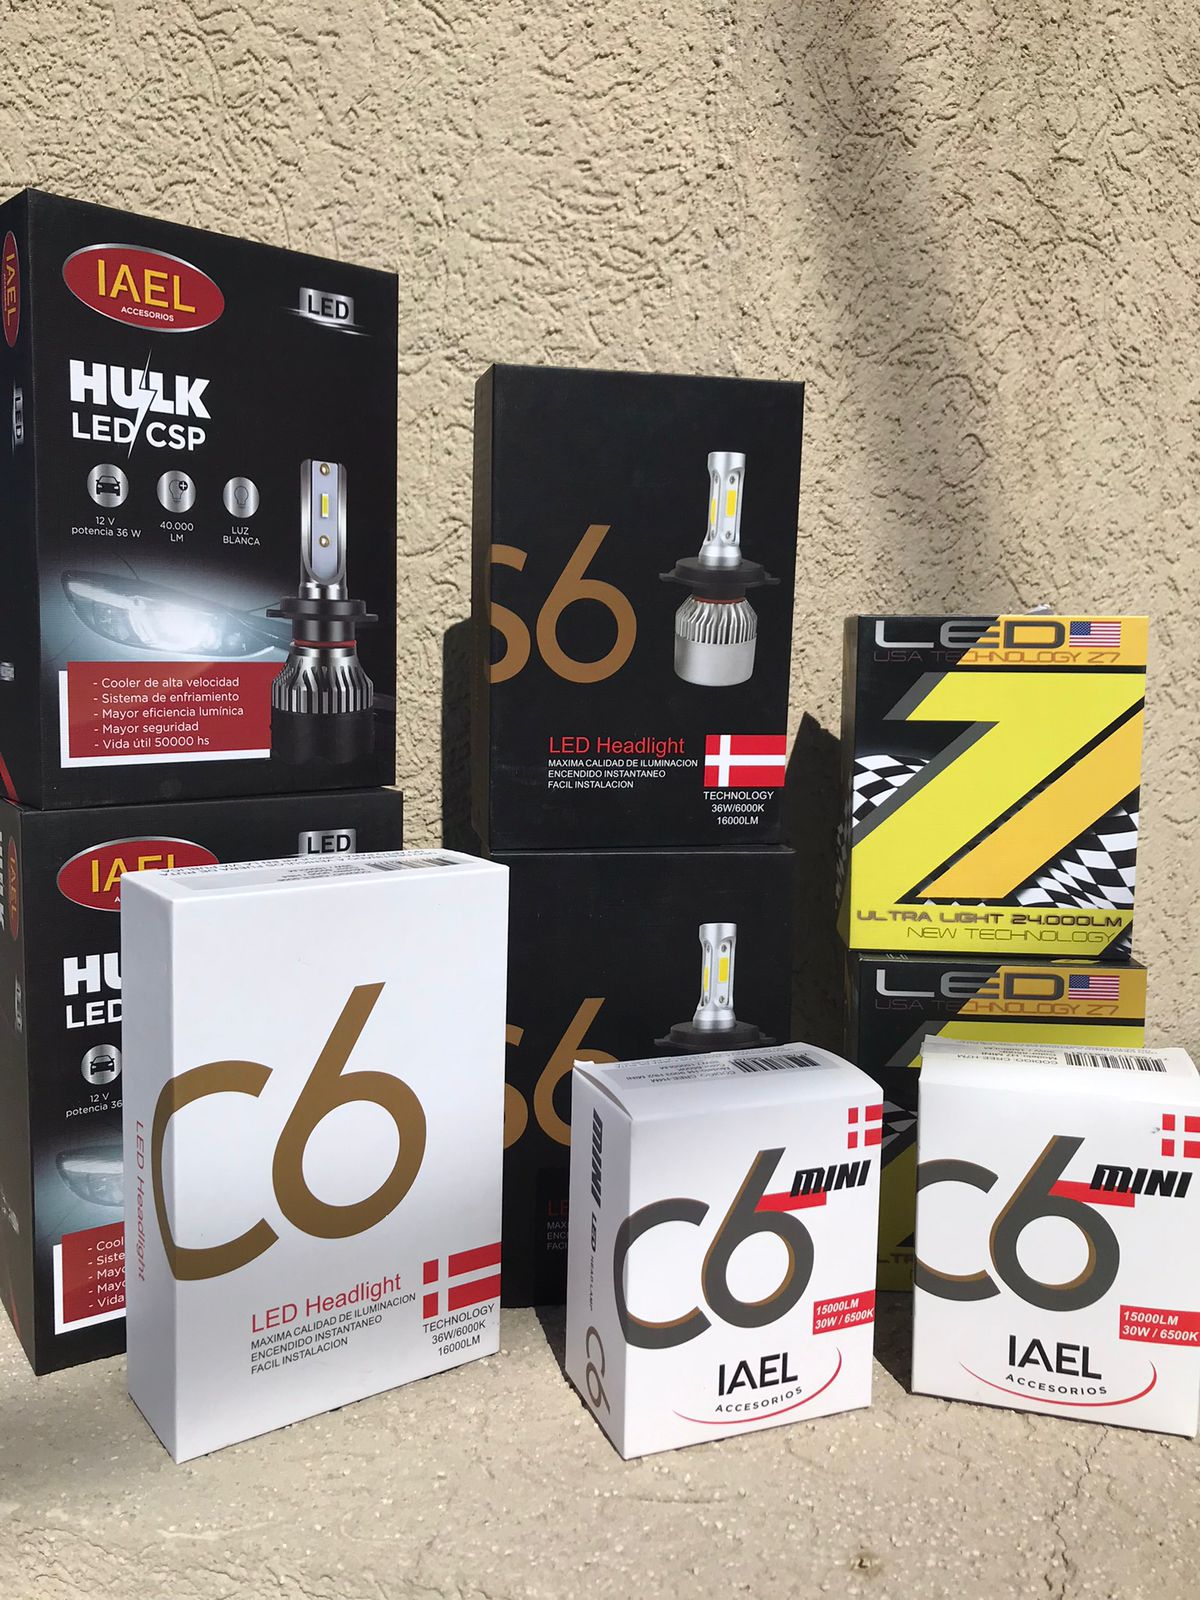 IAEL
ACCESORIOS
LED
HULK
LED CSP
12 V
potencia 36 W
40.000
LM
LUZ
BLANCA
- Cooler de alta velocidad
- Sistema de enfriamiento
- Mayor eficiencia lumínica
- Mayor seguridad
- Vida útil 50000 hs
IAEL
LED
S6
LED Headlight
MAXIMA CALIDAD DE ILUMINACION
ENCENDIDO INSTANTANEO
FACIL INSTALACION
TECHNOLOGY
36W/6000K
16000LM
LED
USA TECHNOLOGY Z7
Z7
ULTRA LIGHT 24.000LM
NEW TECHNOLOGY
IAEL
LED
HU
LED
12 V
potencia 36
- Cool
- Siste
- Mayo
- Mayo
- Vida
S6
LED
USA TECHNOLOGY Z7
LED Headlight
C6
LED Headlight
MAXIMA CALIDAD DE ILUMINACION
ENCENDIDO INSTANTANEO
FACIL INSTALACION
TECHNOLOGY
36W/6000K
16000LM
MINI LED HEADLAMP
C6
C6
MINI
15000LM
30W / 6500K
IAEL
ACCESORIOS
C6
MINI
15000LM
30W / 6500K
IAEL
ACCESORIOS